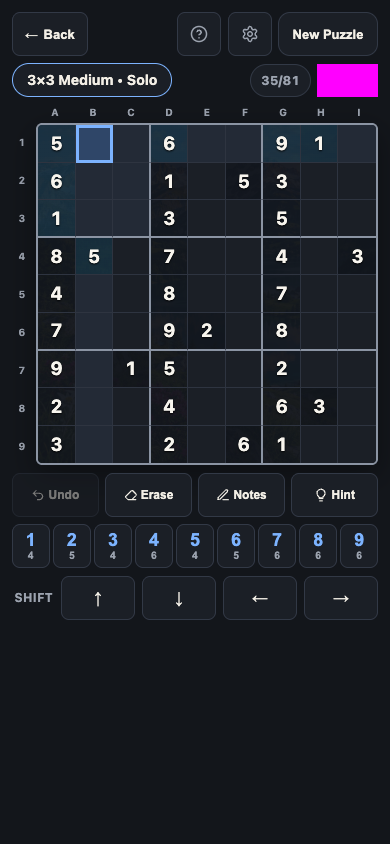 ← Back
New Puzzle
3×3 Medium • Solo
35/81
A B C D E F G H I
1 5 6 9 1
2 6 1 5 3
3 1 3 5
4 8 5 7 4 3
5 4 8 7
6 7 9 2 8
7 9 1 5 2
8 2 4 6 3
9 3 2 6 1
Undo Erase Notes Hint
1 2 3 4 5 6 7 8 9
4 5 4 6 4 5 6 6 6
SHIFT ↑ ↓ ← →